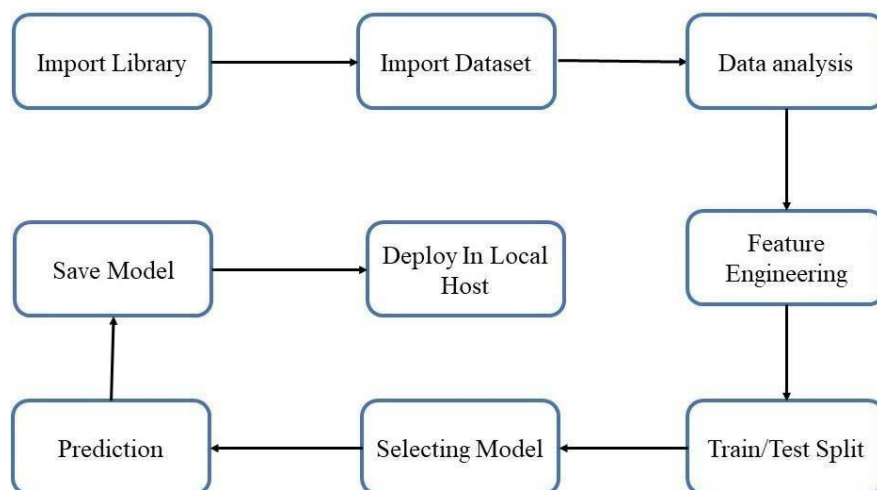 Import Library
Import Dataset
Data analysis
Feature
Engineering
Train/Test Split
Selecting Model
Prediction
Save Model
Deploy In Local
Host